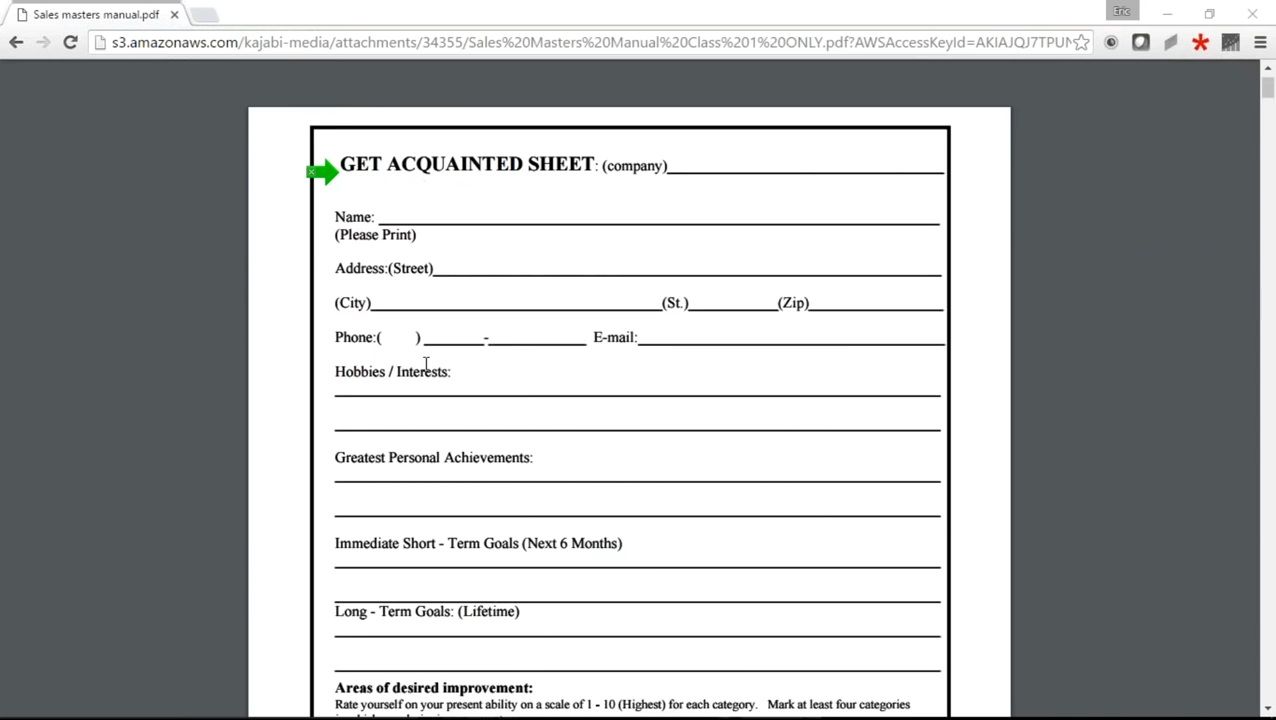 Sales masters manual.pdf
Eric
s3.amazonaws.com/kajabi-media/attachments/34355/Sales%20Masters%20Manual%20Class%201%20ONLY.pdf?AWSAccessKeyId=AKIAJQJ7TPUN
GET ACQUAINTED SHEET: (company)
Name:
(Please Print)
Address:(Street)
(City) (St.) (Zip)
Phone:( ) - E-mail:
Hobbies / Interests:
Greatest Personal Achievements:
Immediate Short - Term Goals (Next 6 Months)
Long - Term Goals: (Lifetime)
Areas of desired improvement:
Rate yourself on your present ability on a scale of 1 - 10 (Highest) for each category. Mark at least four categories